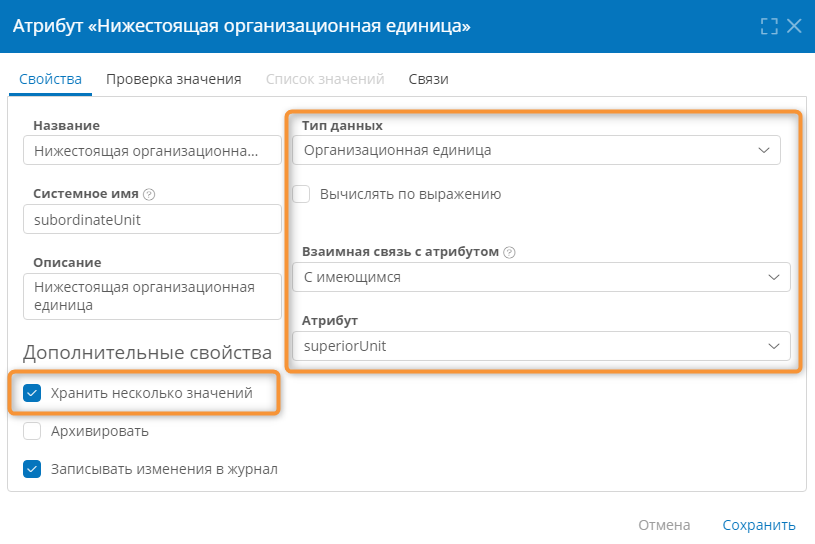 Атрибут «Нижестоящая организационная единица»
Свойства Проверка значения Список значений Связи
Название
Нижестоящая организационна...
Системное имя ?
subordinateUnit
Описание
Нижестоящая организационная
единица
Дополнительные свойства
Хранить несколько значений
Архивировать
Записывать изменения в журнал
Тип данных
Организационная единица
Вычислять по выражению
Взаимная связь с атрибутом ?
С имеющимся
Атрибут
superiorUnit
Отмена Сохранить